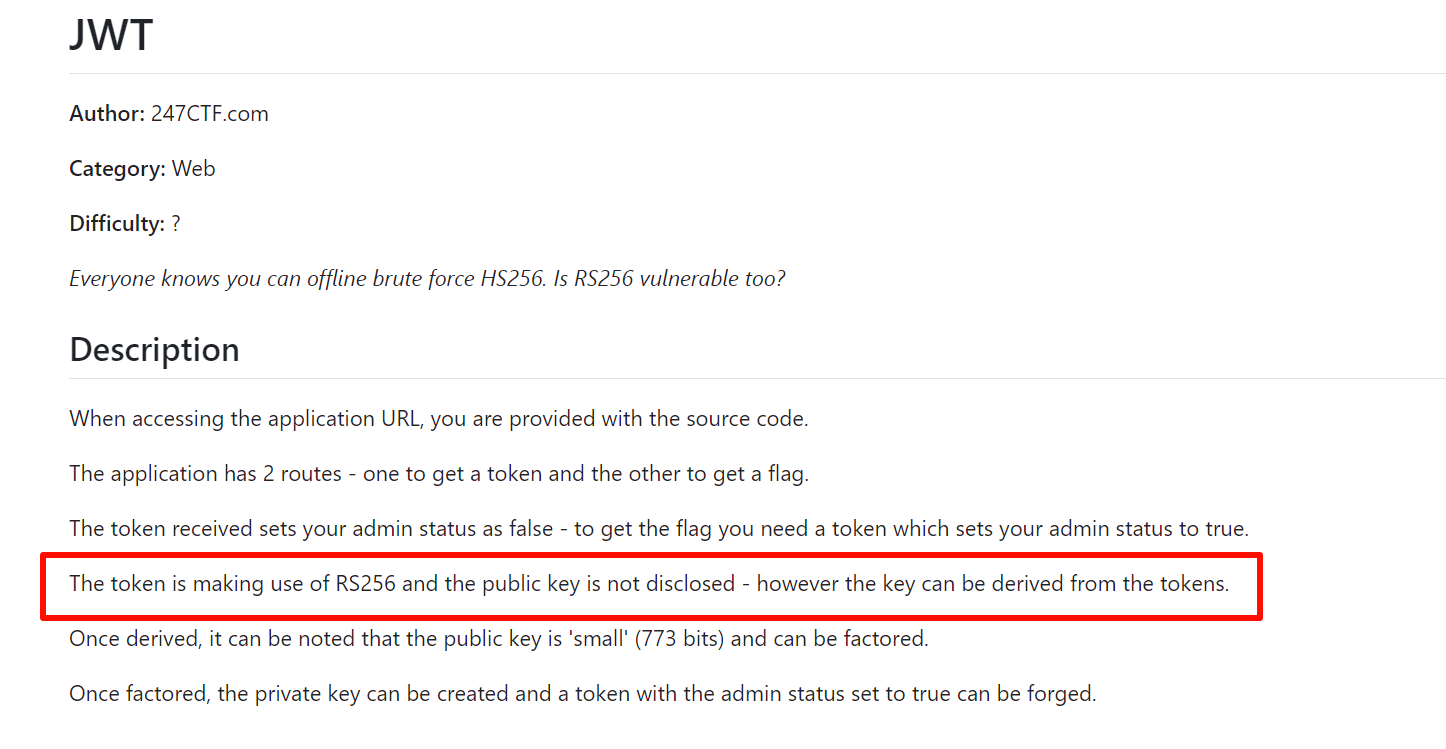 JWT
Author: 247CTF.com
Category: Web
Difficulty: ?
Everyone knows you can offline brute force HS256. Is RS256 vulnerable too?
Description
When accessing the application URL, you are provided with the source code.
The application has 2 routes - one to get a token and the other to get a flag.
The token received sets your admin status as false - to get the flag you need a token which sets your admin status to true.
The token is making use of RS256 and the public key is not disclosed - however the key can be derived from the tokens.
Once derived, it can be noted that the public key is 'small' (773 bits) and can be factored.
Once factored, the private key can be created and a token with the admin status set to true can be forged.